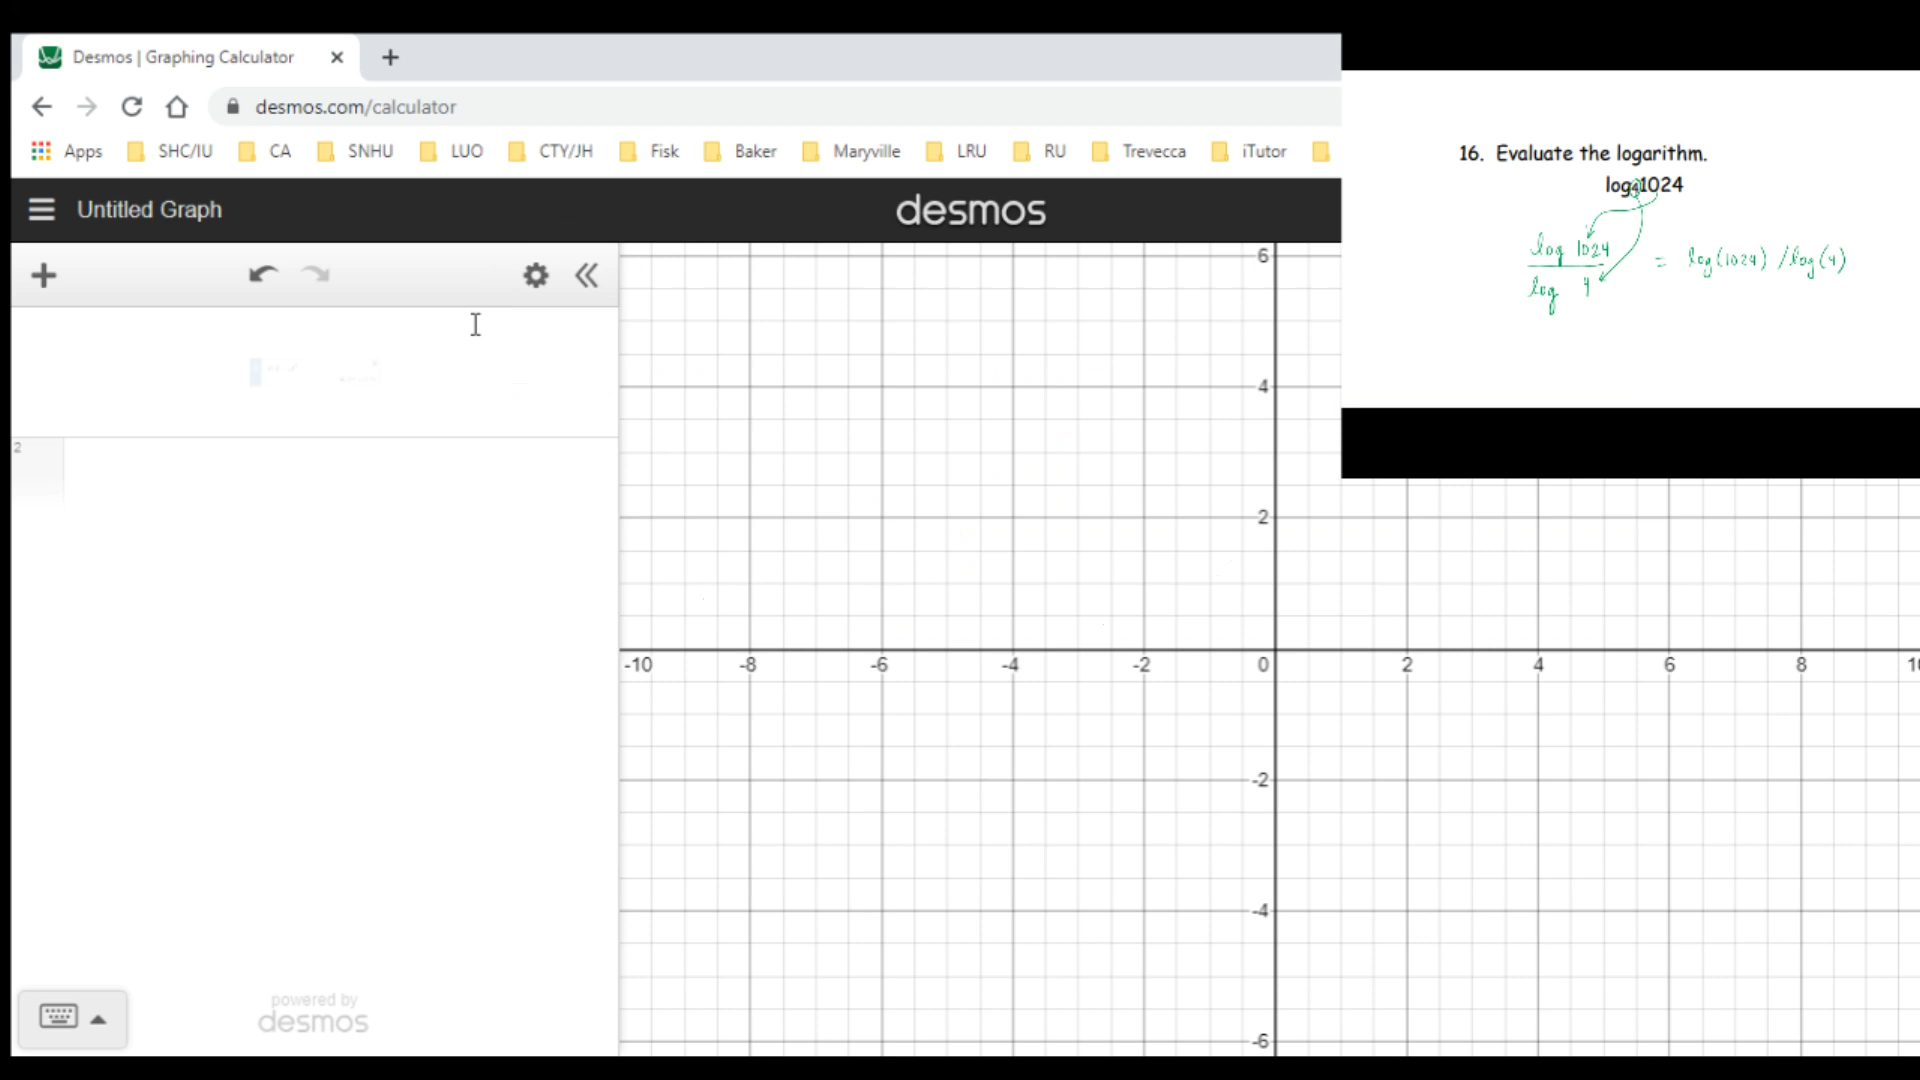 Desmos | Graphing Calculator
desmos.com/calculator
Apps SHC/IU CA SNHU LUO CTY/JH Fisk Baker Maryville LRU RU Trevecca iTutor
Untitled Graph
desmos
16. Evaluate the logarithm.
log₄1024
log 1024
log 4
= log(1024) / log(4)
2
powered by
desmos
6
4
2
-10 -8 -6 -4 -2 0 2 4 6 8
-2
-4
-6